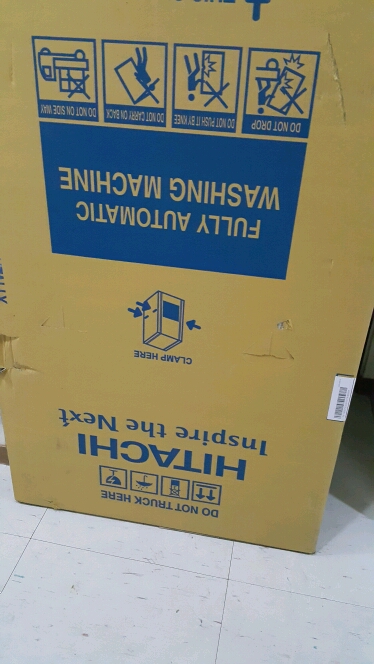 DO NOT TRUCK HERE
HITACHI
Inspire the Next
CLAMP HERE
FULLY AUTOMATIC
WASHING MACHINE
DO NOT DROP
DO NOT PUSH IT BY KNEE
DO NOT CARRY ON BACK
DO NOT ON SIDE WAY
THIS